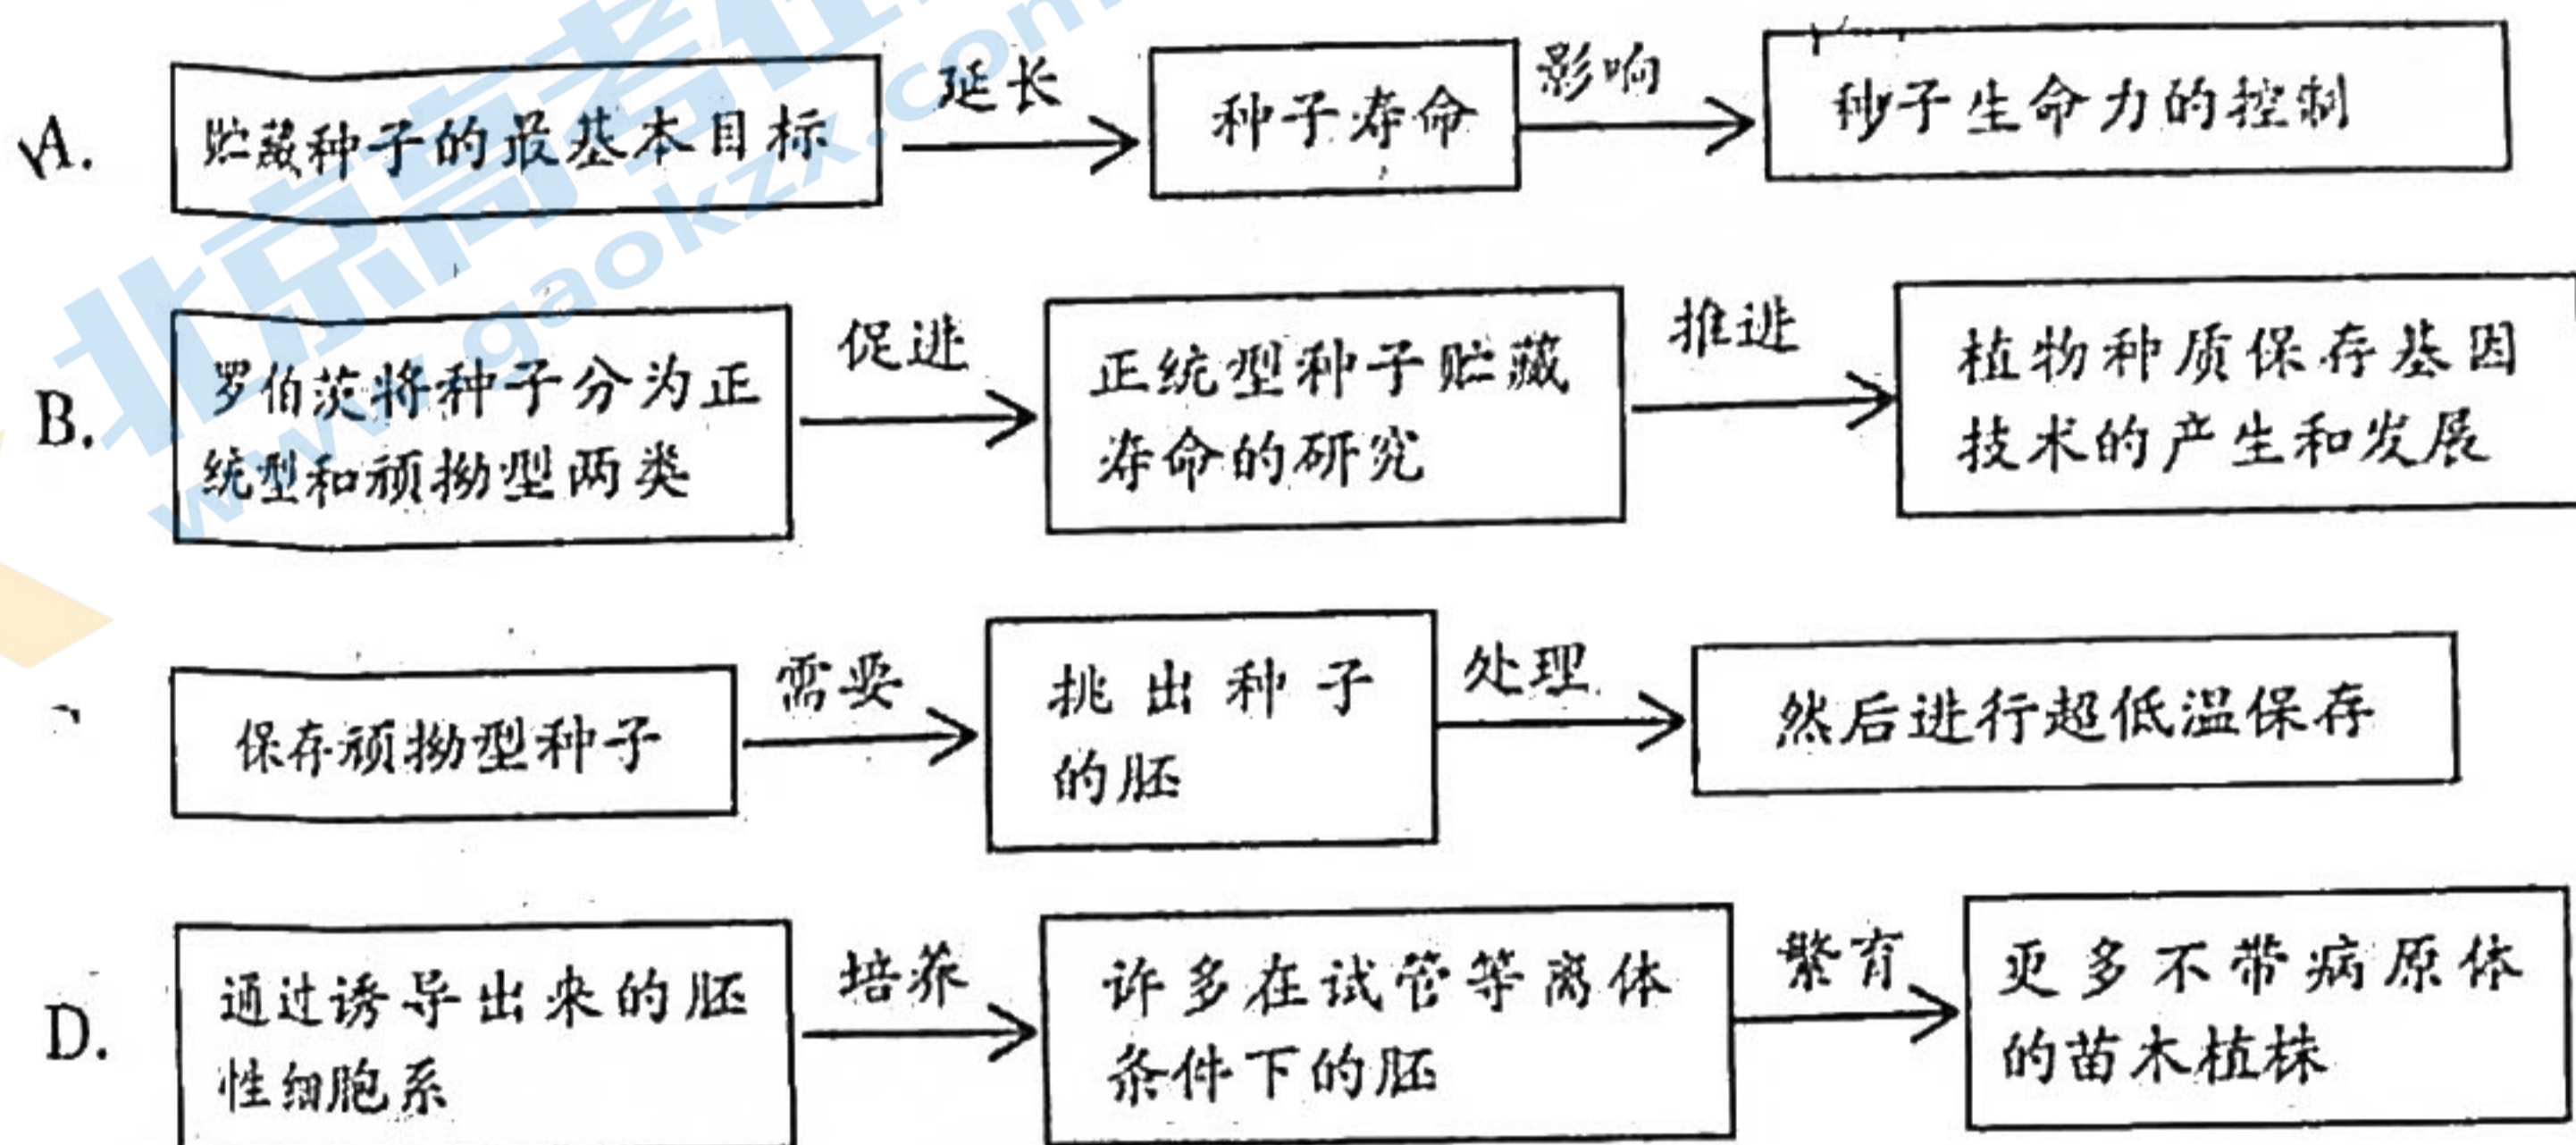 A.
贮藏种子的最基本目标
延长
种子寿命
影响
种子生命力的控制
B.
罗伯茨将种子分为正
统型和顽拗型两类
促进
正统型种子贮藏
寿命的研究
推进
植物种质保存基因
技术的产生和发展
保存顽拗型种子
需要
挑出种子
的胚
处理
然后进行超低温保存
D.
通过诱导出来的胚
性细胞系
培养
许多在试管等离体
条件下的胚
繁育
更多不带病原体
的苗木植株
www.gaokzx.com
北京高考